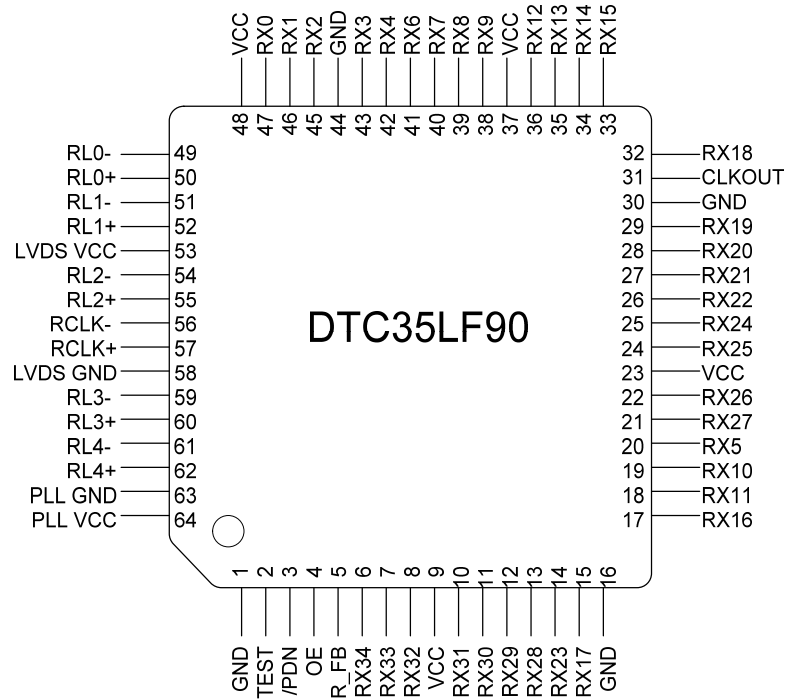 VCC RX0 RX1 RX2 GND RX3 RX4 RX6 RX7 RX8 RX9 VCC RX12 RX13 RX14 RX15
48 47 46 45 44 43 42 41 40 39 38 37 36 35 34 33
RL0- 49 32 RX18
RL0+ 50 31 CLKOUT
RL1- 51 30 GND
RL1+ 52 29 RX19
LVDS VCC 53 28 RX20
RL2- 54 27 RX21
RL2+ 55 26 RX22
RCLK- 56 25 RX24
DTC35LF90
RCLK+ 57 24 RX25
LVDS GND 58 23 VCC
RL3- 59 22 RX26
RL3+ 60 21 RX27
RL4- 61 20 RX5
RL4+ 62 19 RX10
PLL GND 63 18 RX11
PLL VCC 64 17 RX16
1 2 3 4 5 6 7 8 9 10 11 12 13 14 15 16
GND TEST /PDN OE R_FB RX34 RX33 RX32 VCC RX31 RX30 RX29 RX28 RX23 RX17 GND